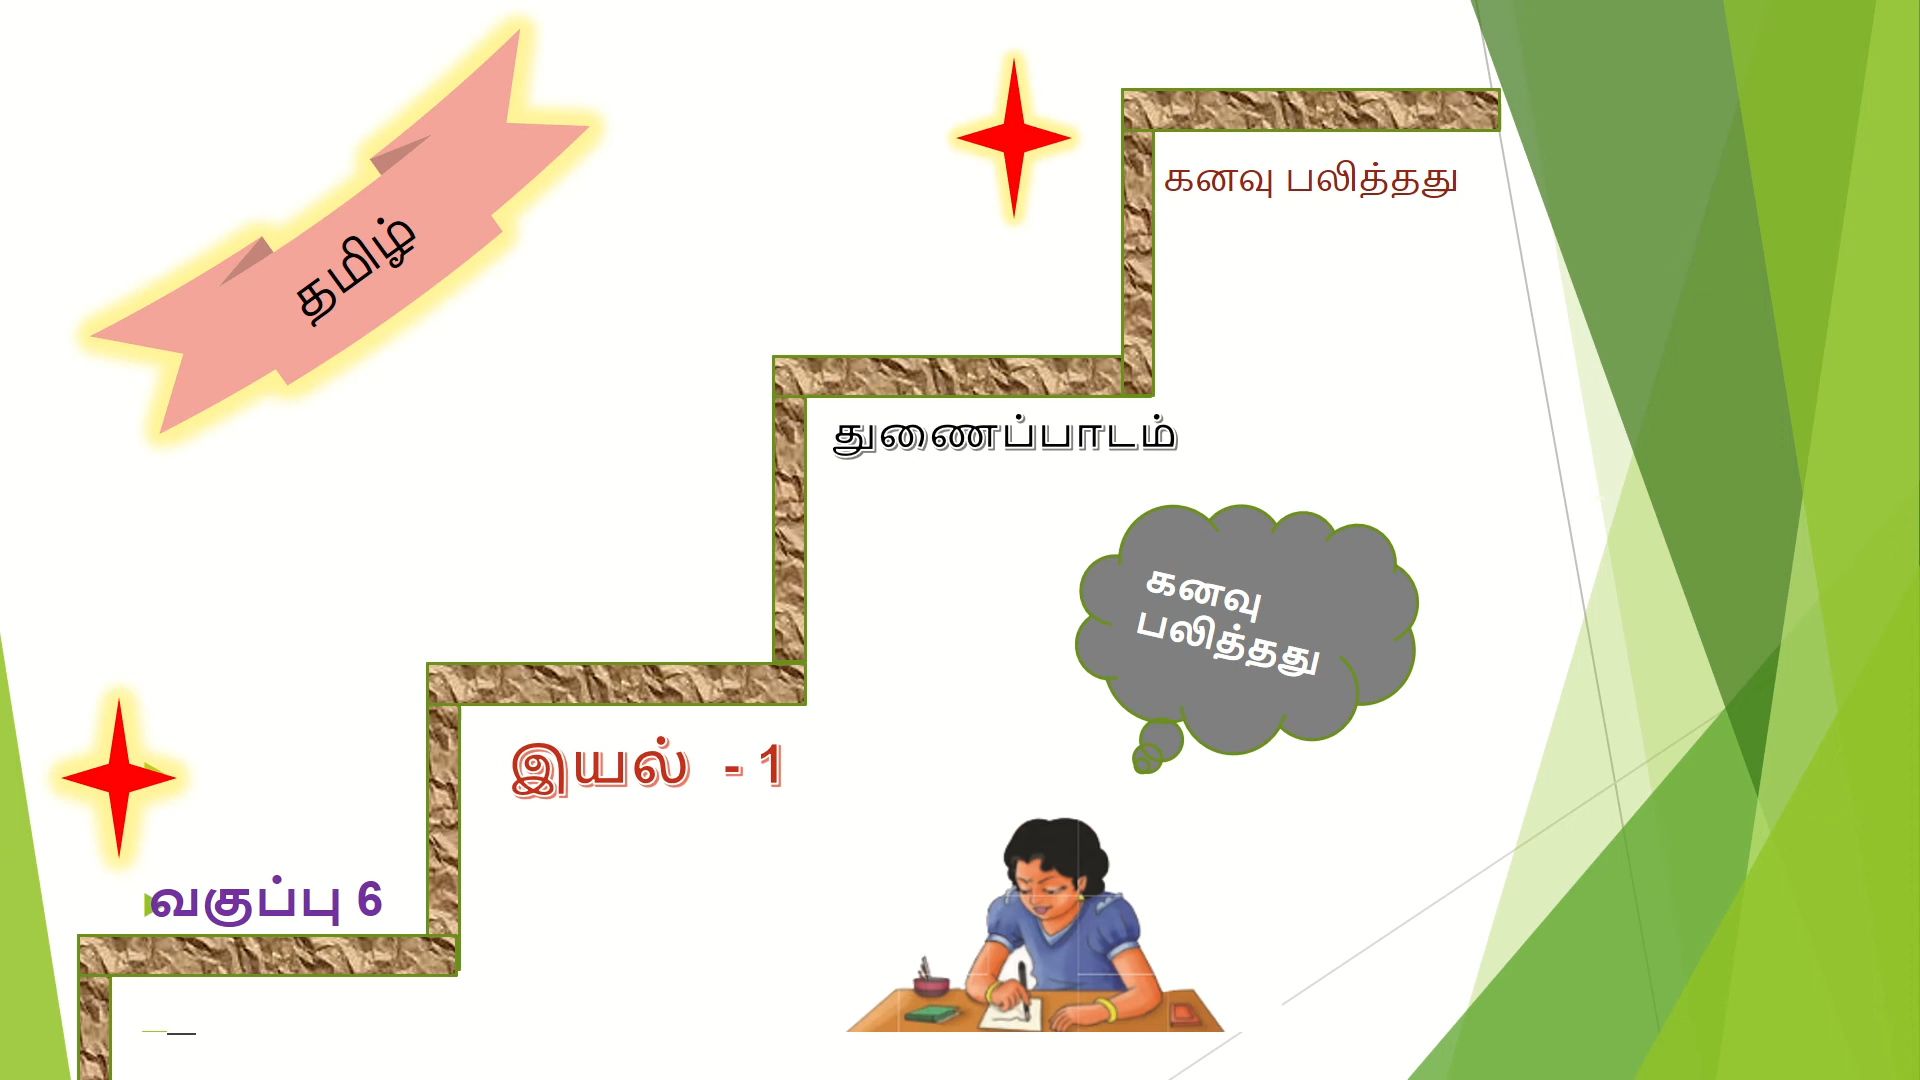 தமிழ்
கனவு பலித்தது
துணைப்பாடம்
கனவு
பலித்தது
இயல் - 1
வகுப்பு 6